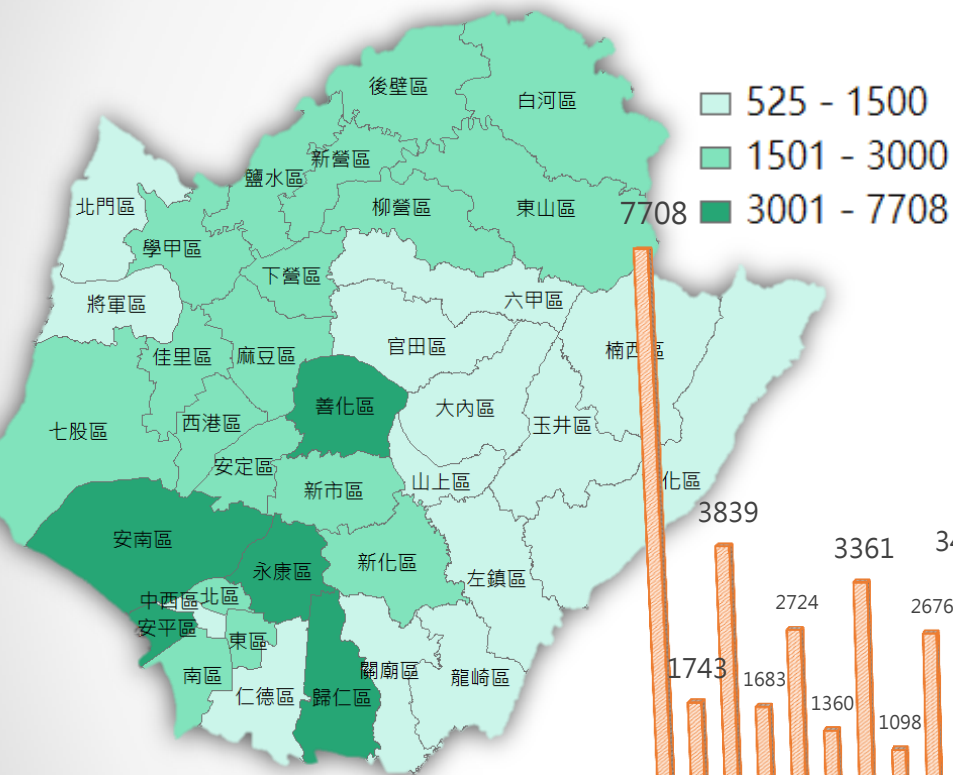 525 - 1500
1501 - 3000
3001 - 7708
後壁區
白河區
新營區
鹽水區
柳營區
東山區
北門區
學甲區
下營區
將軍區
六甲區
佳里區
麻豆區
官田區
楠西區
善化區
大內區
七股區
西港區
玉井區
安定區
新市區
山上區
化區
安南區
永康區
新化區
左鎮區
中西區
北區
安平區
東區
南區
仁德區
歸仁區
關廟區
龍崎區
7708
1743
3839
1683
2724
1360
3361
1098
2676